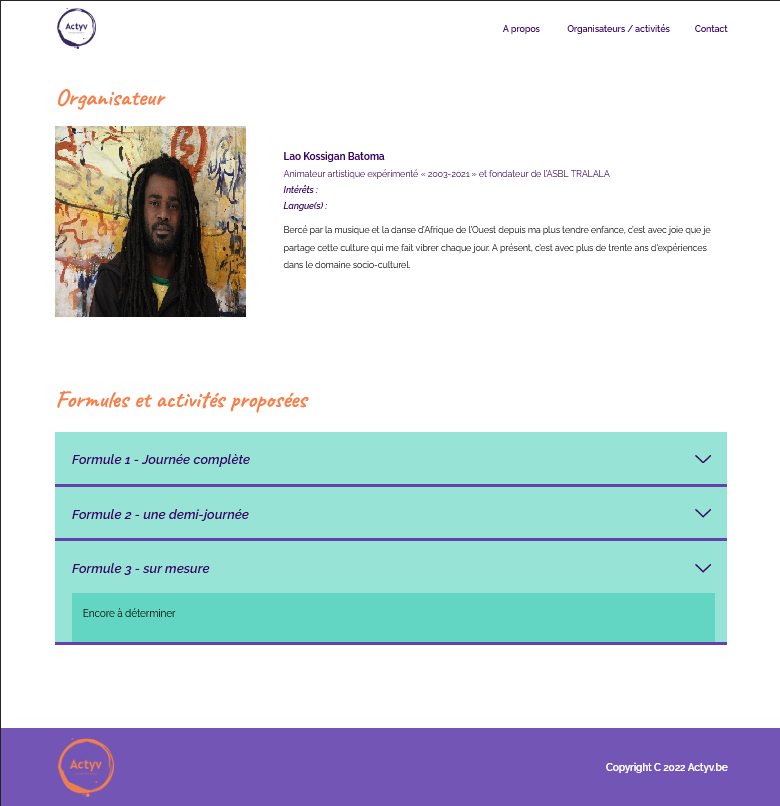 Actyv
A propos
Organisateurs / activités
Contact
Organisateur
Lao Kossigan Batoma
Animateur artistique expérimenté « 2003-2021 » et fondateur de l'ASBL TRALALA
Intérêts :
Langue(s) :
Bercé par la musique et la danse d'Afrique de l'Ouest depuis ma plus tendre enfance, c'est avec joie que je
partage cette culture qui me fait vibrer chaque jour. A présent, c'est avec plus de trente ans d'expériences
dans le domaine socio-culturel.
Formules et activités proposées
Formule 1 - Journée complète
Formule 2 - une demi-journée
Formule 3 - sur mesure
Encore à déterminer
Actyv
Copyright C 2022 Actyv.be